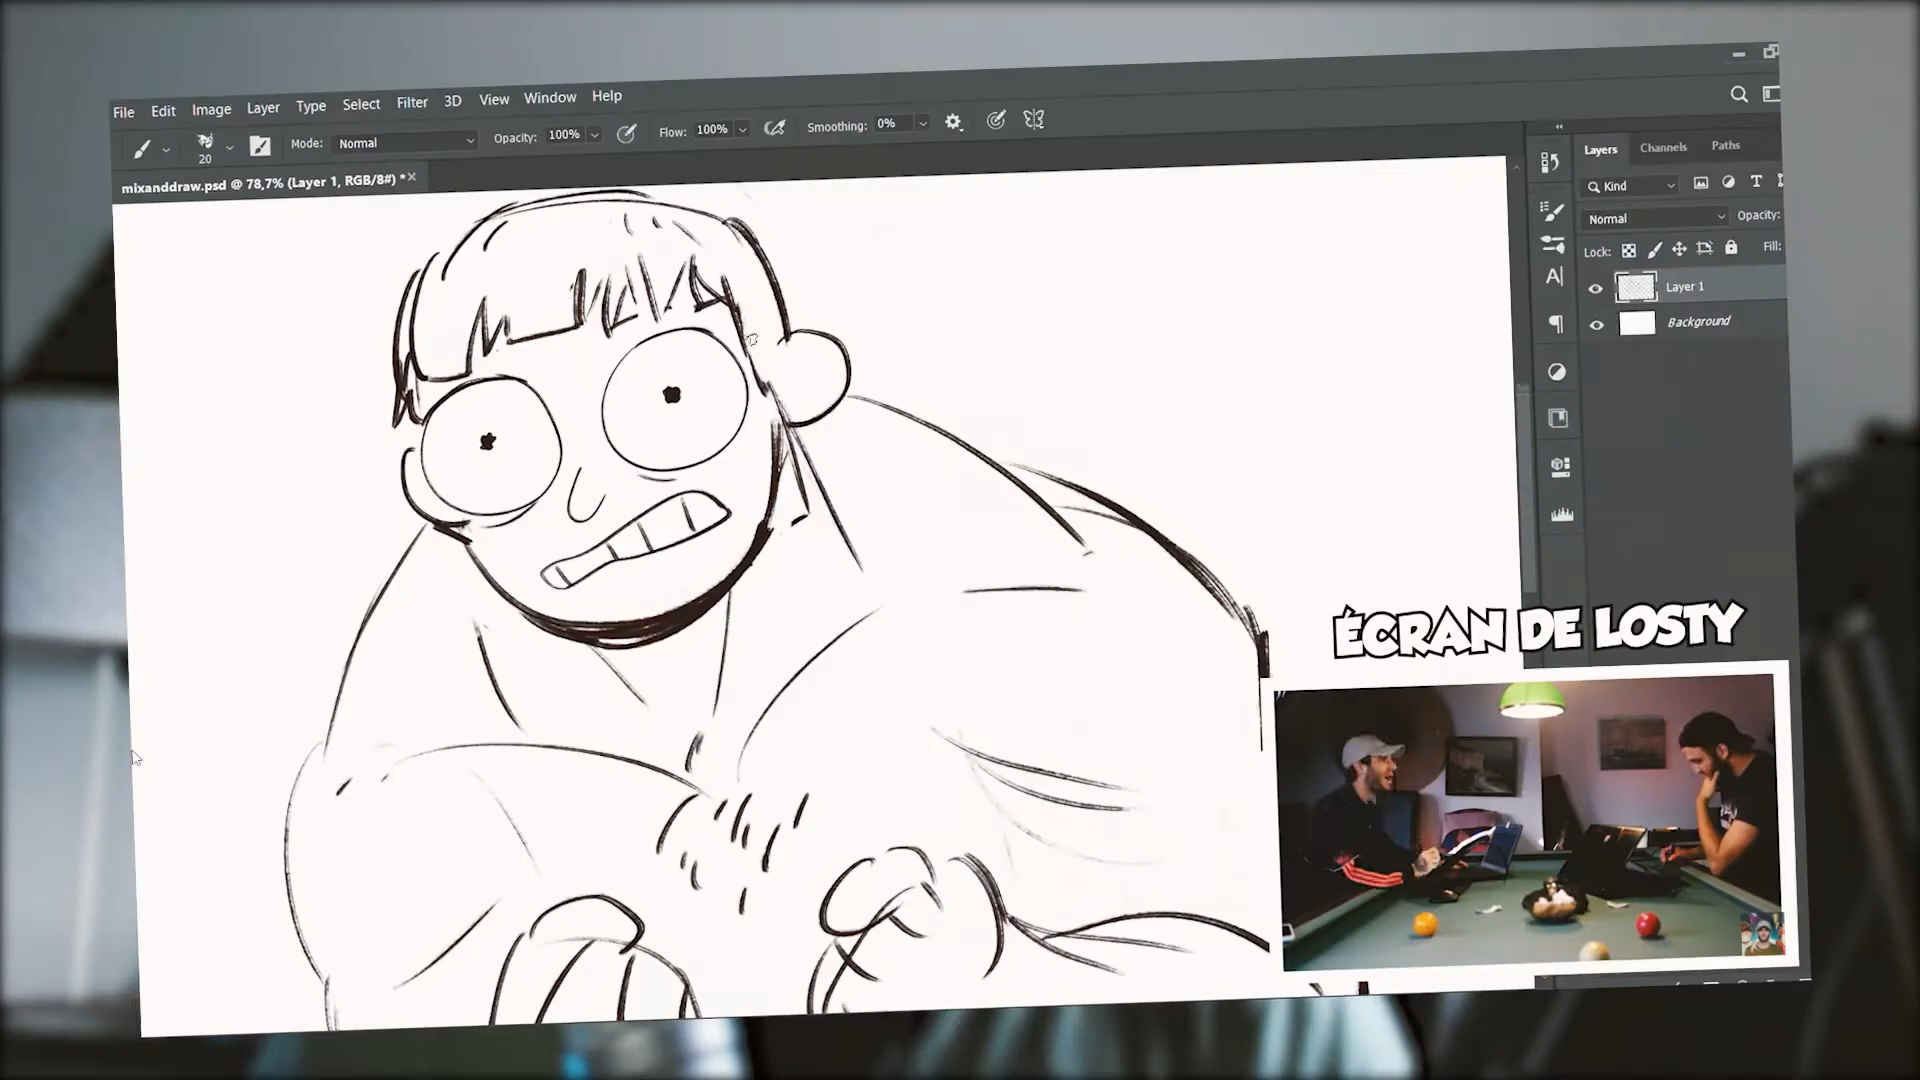 File Edit Image Layer Type Select Filter 3D View Window Help
20 Mode: Normal Opacity: 100% Flow: 100% Smoothing: 0%
mixanddraw.psd @ 78,7% (Layer 1, RGB/8#) *
Layers Channels Paths
Kind
Normal Opacity:
Lock: Fill:
Layer 1
Background
ÉCRAN DE LOSTY